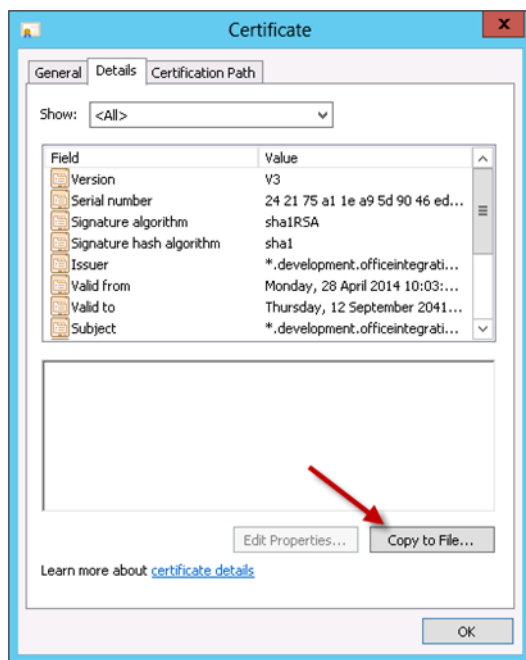 Certificate
x
General Details Certification Path
Show: <All>
Field Value
Version V3
Serial number 24 21 75 a1 1e a9 5d 90 46 ed...
Signature algorithm sha1RSA
Signature hash algorithm sha1
Issuer *.development.officeintegrati...
Valid from Monday, 28 April 2014 10:03:...
Valid to Thursday, 12 September 2041...
Subject *.development.officeintegrati...
Edit Properties... Copy to File...
Learn more about certificate details
OK